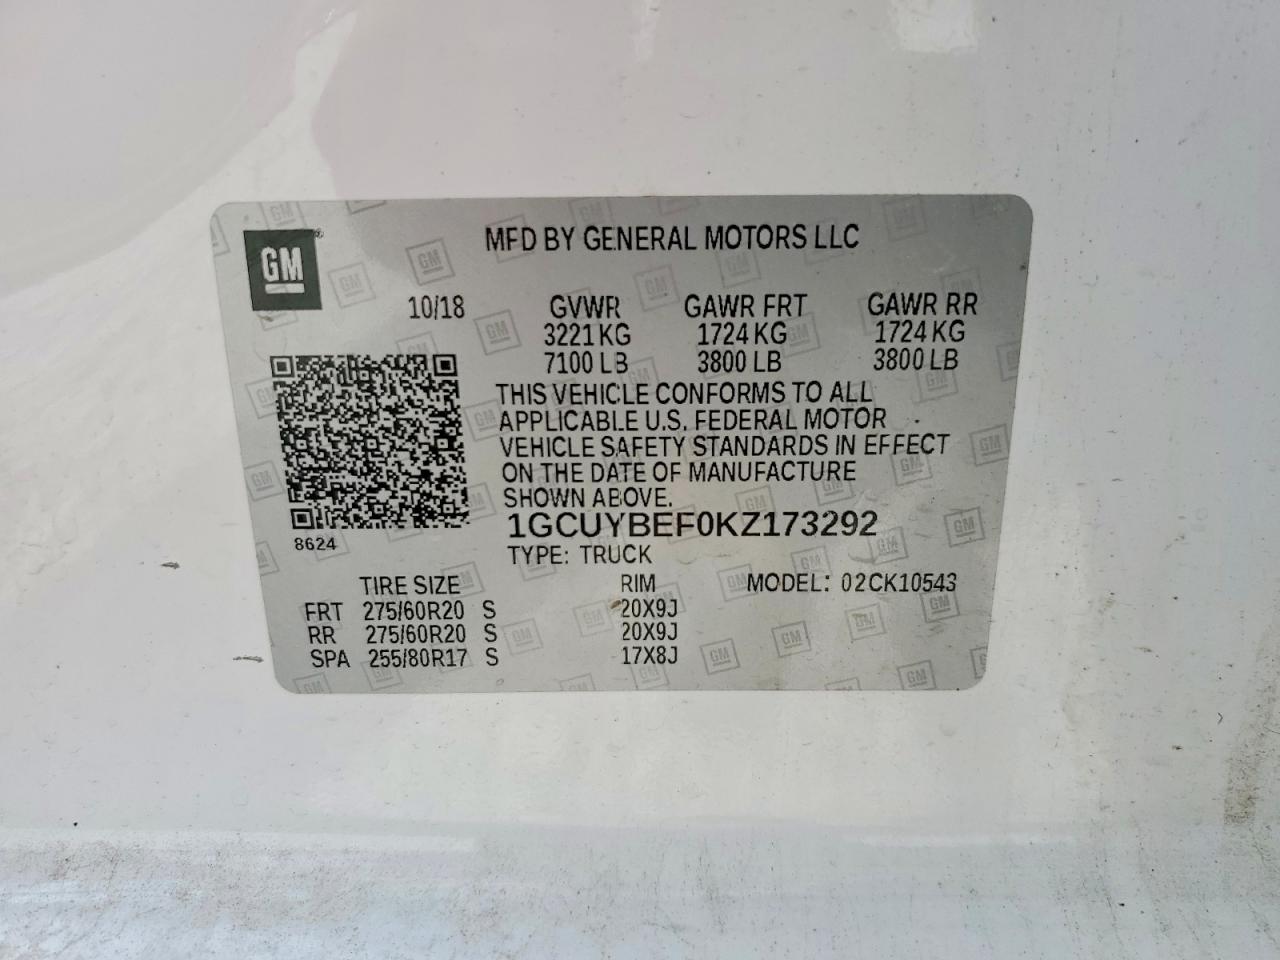 MFD BY GENERAL MOTORS LLC
GM ®
10/18 GVWR GAWR FRT GAWR RR
3221 KG 1724 KG 1724 KG
7100 LB 3800 LB 3800 LB
THIS VEHICLE CONFORMS TO ALL
APPLICABLE U.S. FEDERAL MOTOR
VEHICLE SAFETY STANDARDS IN EFFECT
ON THE DATE OF MANUFACTURE
SHOWN ABOVE.
1GCUYBEF0KZ173292
8624
TYPE: TRUCK
TIRE SIZE RIM MODEL: 02CK10543
FRT 275/60R20 S 20X9J
RR 275/60R20 S 20X9J
SPA 255/80R17 S 17X8J